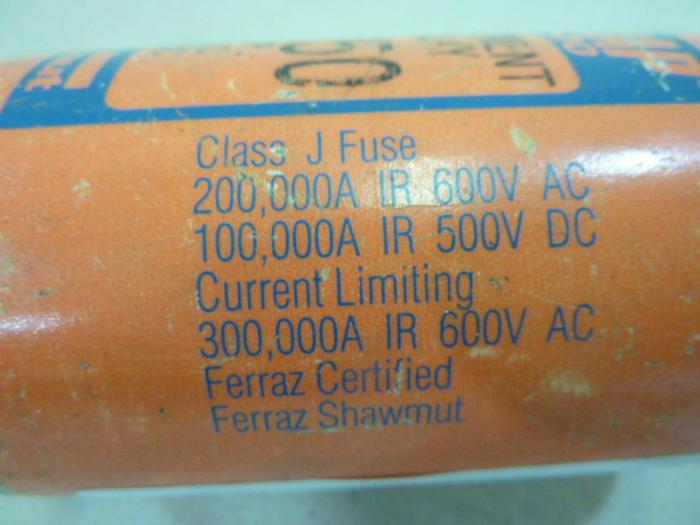 50
Class J Fuse
200,000A IR 600V AC
100,000A IR 500V DC
Current Limiting
300,000A IR 600V AC
Ferraz Certified
Ferraz Shawmut